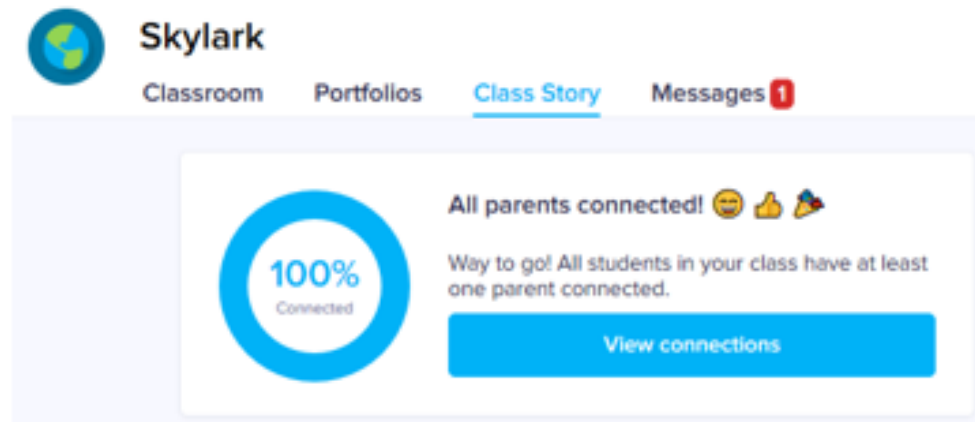 Skylark
Classroom Portfolios Class Story Messages 1
All parents connected! 😄 👍 🎉
100%
Connected
Way to go! All students in your class have at least
one parent connected.
View connections